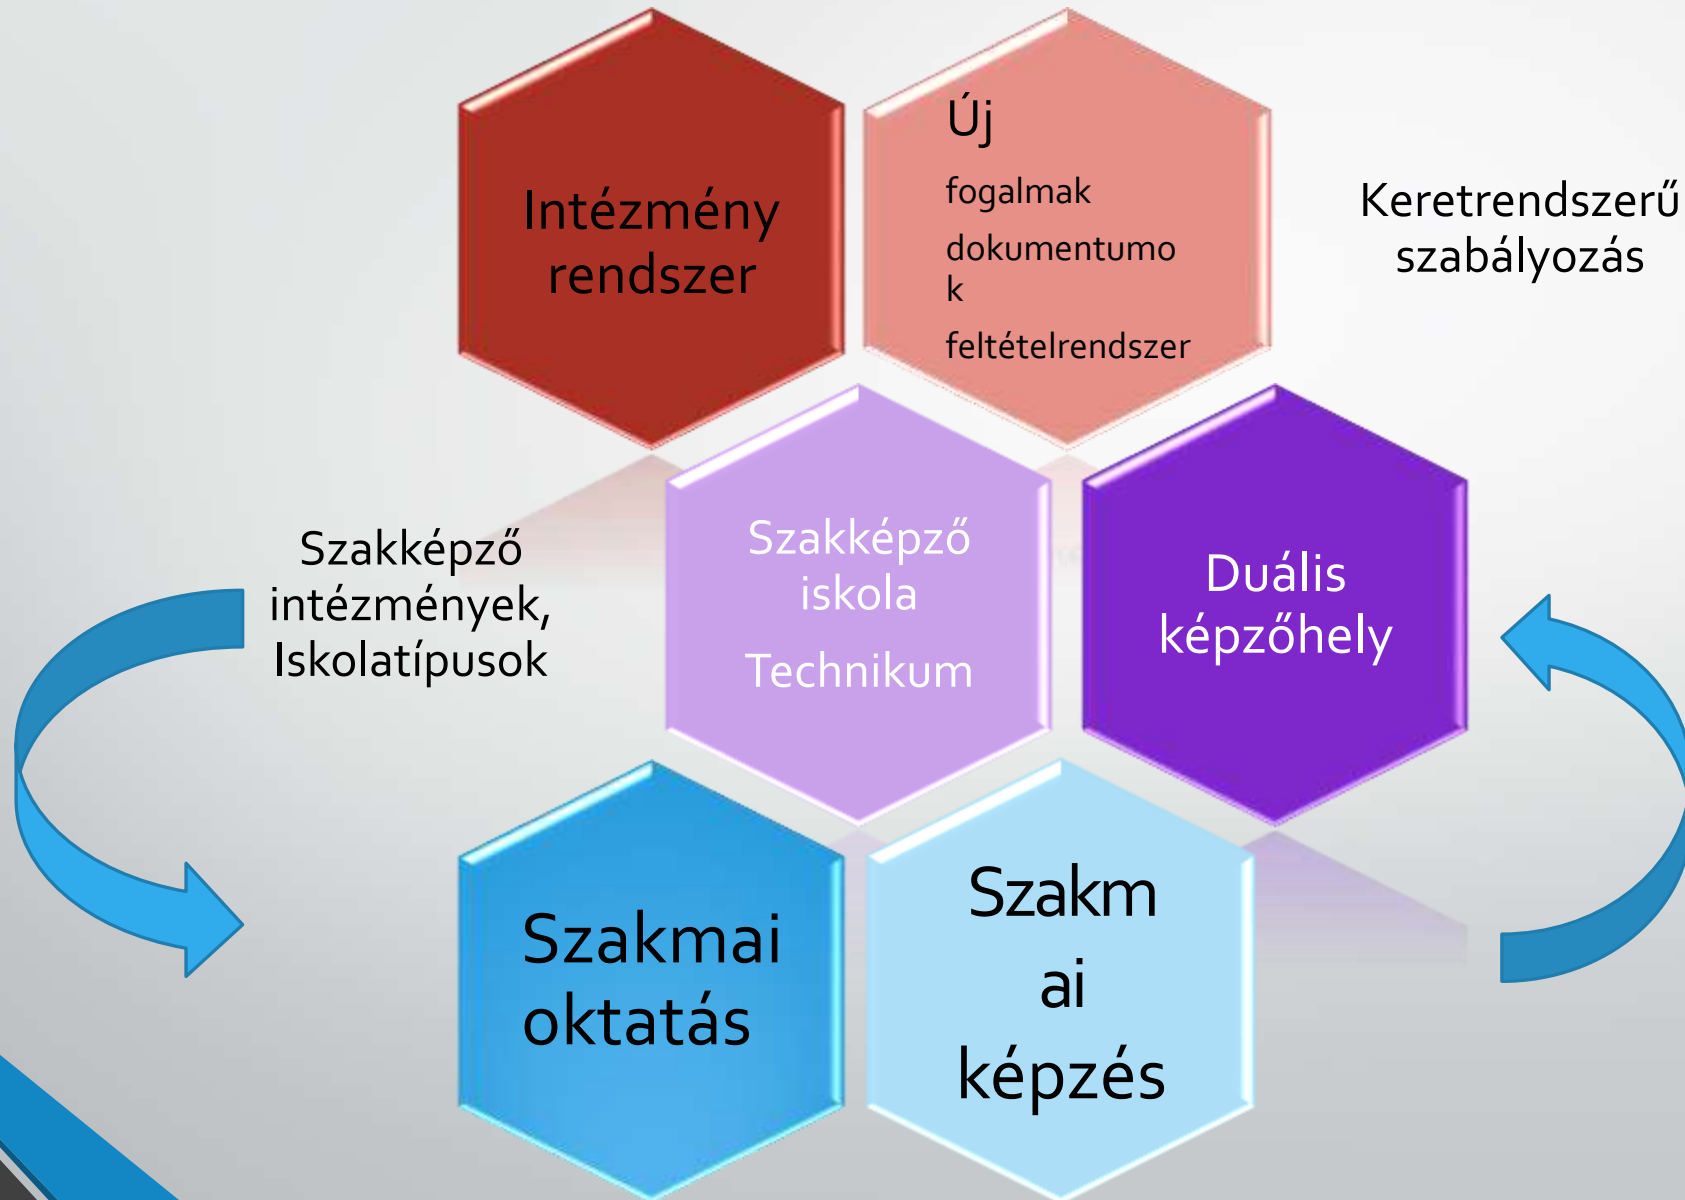 Intézmény
rendszer
Új
fogalmak
dokumentumo
k
feltételrendszer
Keretrendszerű
szabályozás
Szakképző
intézmények,
Iskolatípusok
Szakképző
iskola
Technikum
Duális
képzőhely
Szakmai
oktatás
Szakm
ai
képzés